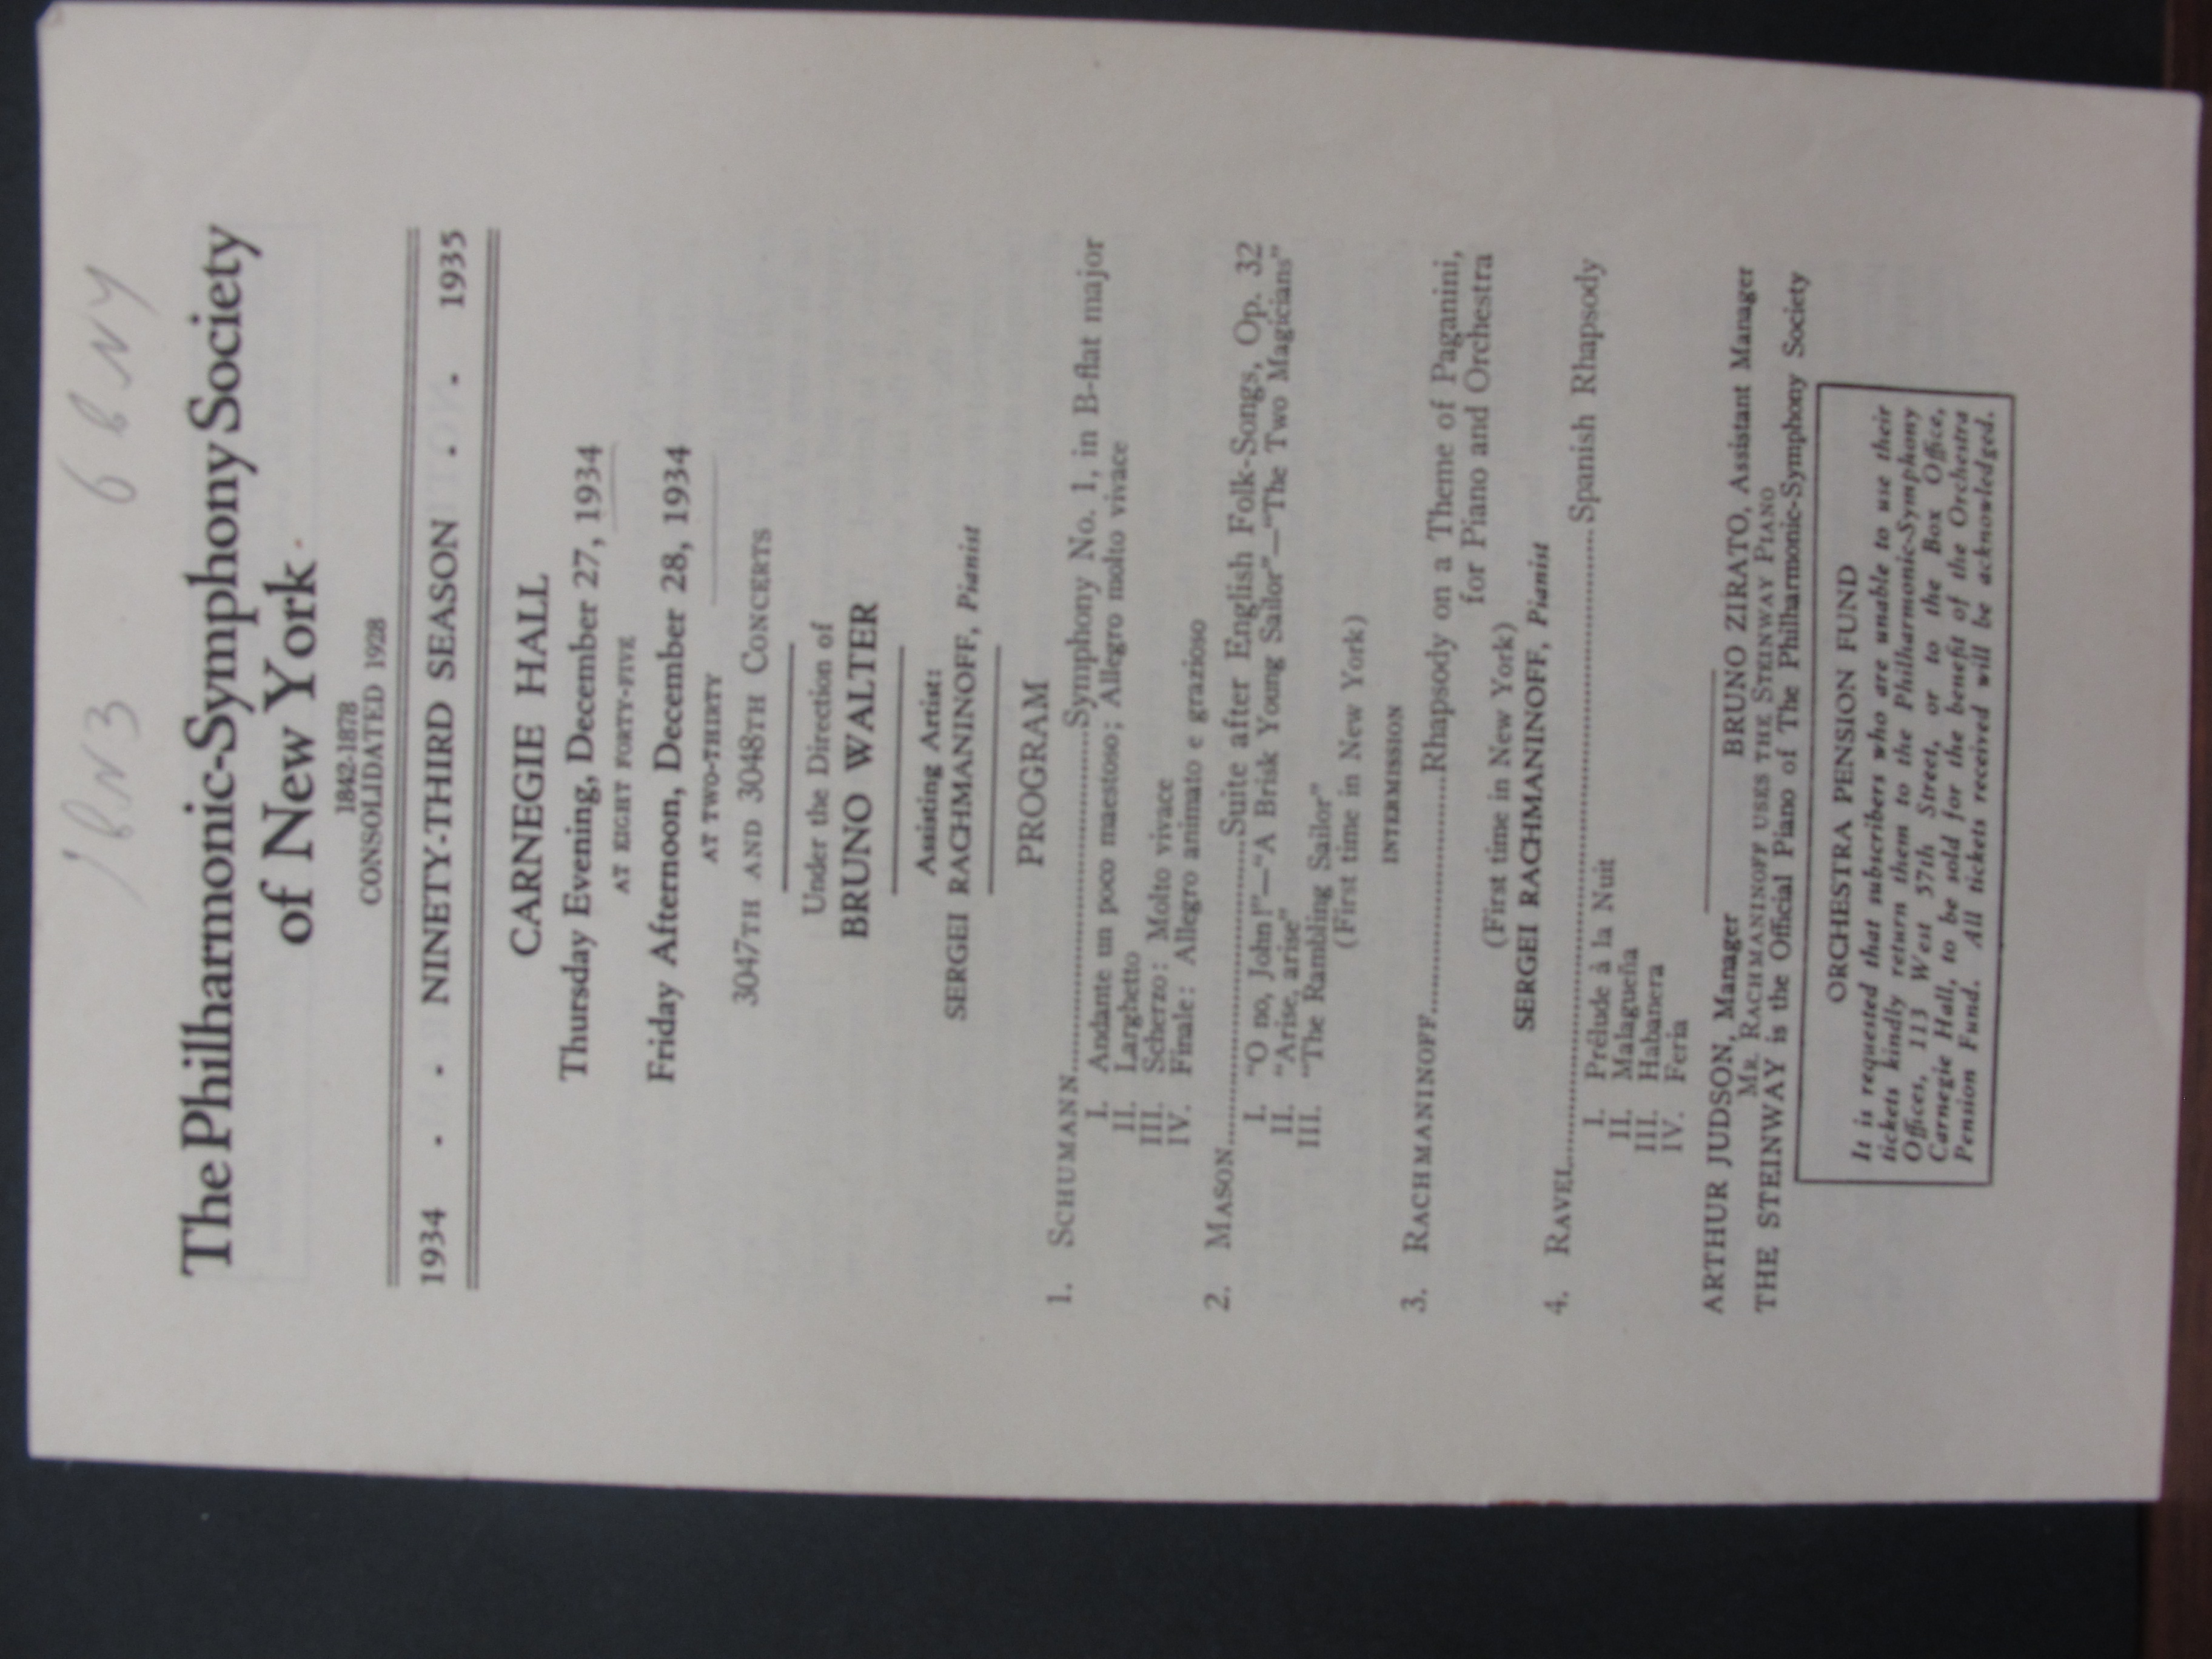 The Philharmonic-Symphony Society
of New York
1842-1878
CONSOLIDATED 1928
1934 - - NINETY-THIRD SEASON - - 1935
CARNEGIE HALL
Thursday Evening, December 27, 1934
AT EIGHT FORTY-FIVE
Friday Afternoon, December 28, 1934
AT TWO-THIRTY
3047TH AND 3048TH CONCERTS
Under the Direction of
BRUNO WALTER
Assisting Artist:
SERGEI RACHMANINOFF, Pianist
PROGRAM
1. SCHUMANN....................Symphony No. 1, in B-flat major
I. Andante un poco maestoso; Allegro molto vivace
II. Larghetto
III. Scherzo: Molto vivace
IV. Finale: Allegro animato e grazioso
2. MASON....................Suite after English Folk-Songs, Op. 32
I. "O no, John!"—"A Brisk Young Sailor"—"The Two Magicians"
II. "Arise, arise"
III. "The Rambling Sailor"
(First time in New York)
INTERMISSION
3. RACHMANINOFF....................Rhapsody on a Theme of Paganini,
for Piano and Orchestra
(First time in New York)
SERGEI RACHMANINOFF, Pianist
4. RAVEL....................Spanish Rhapsody
I. Prélude à la Nuit
II. Malagueña
III. Habanera
IV. Feria
ARTHUR JUDSON, Manager BRUNO ZIRATO, Assistant Manager
MR. RACHMANINOFF USES THE STEINWAY PIANO
THE STEINWAY is the Official Piano of The Philharmonic-Symphony Society
ORCHESTRA PENSION FUND
It is requested that subscribers who are unable to use their
tickets kindly return them to the Philharmonic-Symphony
Offices, 113 West 57th Street, or to the Box Office,
Carnegie Hall, to be sold for the benefit of the Orchestra
Pension Fund. All tickets received will be acknowledged.